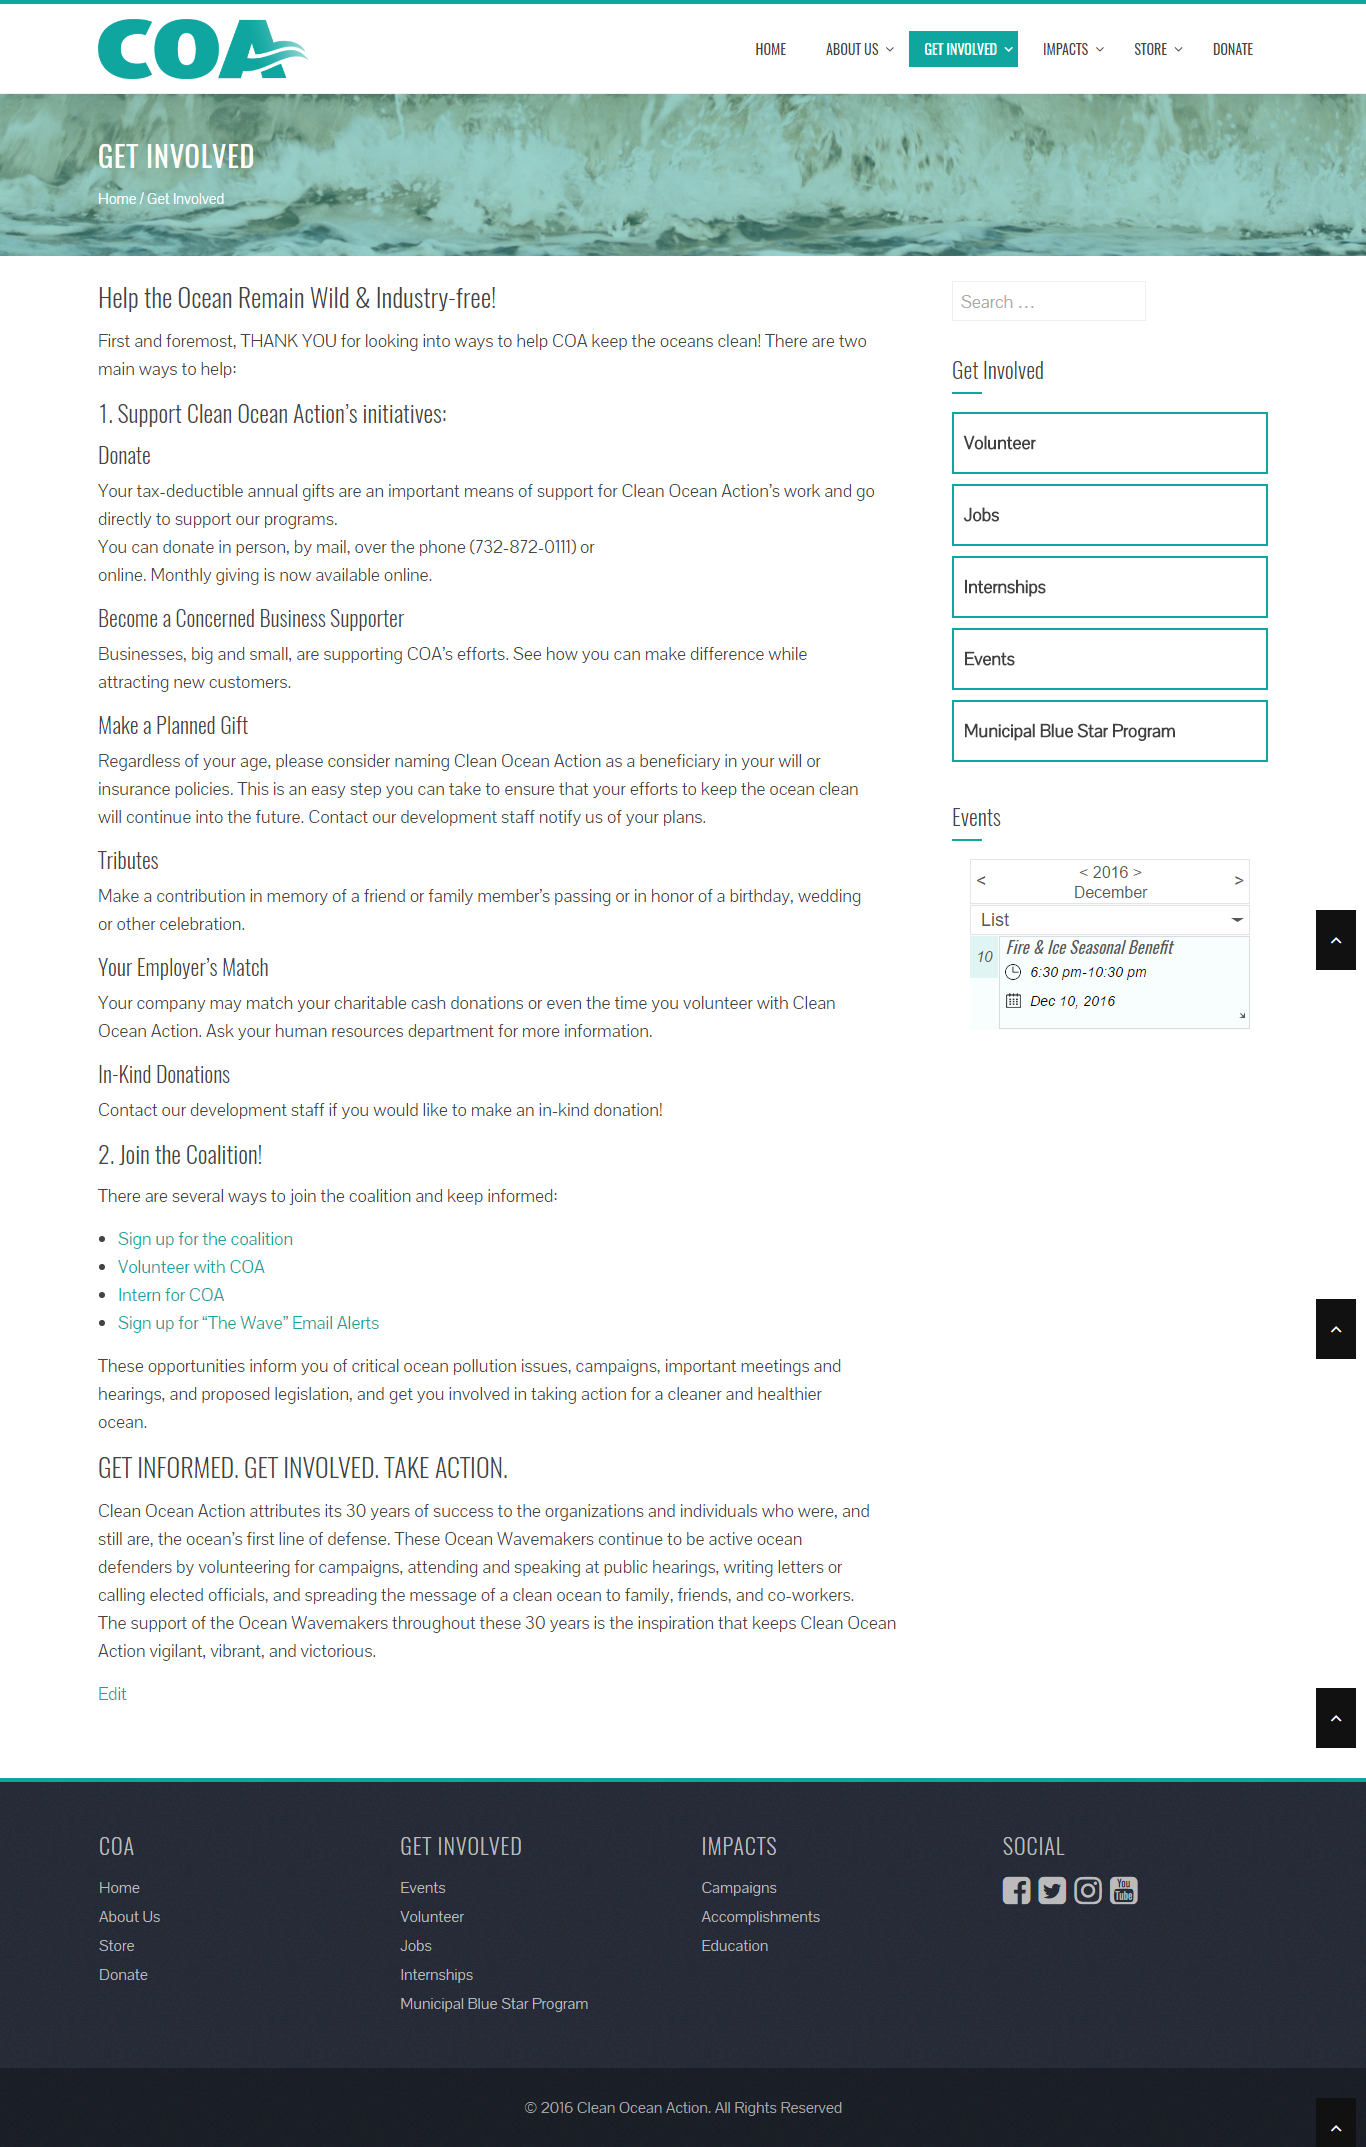 COA
HOME
ABOUT US
GET INVOLVED
IMPACTS
STORE
DONATE
GET INVOLVED
Home / Get Involved
Help the Ocean Remain Wild & Industry-free!
First and foremost, THANK YOU for looking into ways to help COA keep the oceans clean! There are two
main ways to help:
1. Support Clean Ocean Action's initiatives:
Donate
Your tax-deductible annual gifts are an important means of support for Clean Ocean Action's work and go
directly to support our programs.
You can donate in person, by mail, over the phone (732-872-0111) or
online. Monthly giving is now available online.
Become a Concerned Business Supporter
Businesses, big and small, are supporting COA's efforts. See how you can make difference while
attracting new customers.
Make a Planned Gift
Regardless of your age, please consider naming Clean Ocean Action as a beneficiary in your will or
insurance policies. This is an easy step you can take to ensure that your efforts to keep the ocean clean
will continue into the future. Contact our development staff notify us of your plans.
Tributes
Make a contribution in memory of a friend or family member's passing or in honor of a birthday, wedding
or other celebration.
Your Employer's Match
Your company may match your charitable cash donations or even the time you volunteer with Clean
Ocean Action. Ask your human resources department for more information.
In-Kind Donations
Contact our development staff if you would like to make an in-kind donation!
2. Join the Coalition!
There are several ways to join the coalition and keep informed:
• Sign up for the coalition
• Volunteer with COA
• Intern for COA
• Sign up for “The Wave” Email Alerts
These opportunities inform you of critical ocean pollution issues, campaigns, important meetings and
hearings, and proposed legislation, and get you involved in taking action for a cleaner and healthier
ocean.
GET INFORMED. GET INVOLVED. TAKE ACTION.
Clean Ocean Action attributes its 30 years of success to the organizations and individuals who were, and
still are, the ocean's first line of defense. These Ocean Wavemakers continue to be active ocean
defenders by volunteering for campaigns, attending and speaking at public hearings, writing letters or
calling elected officials, and spreading the message of a clean ocean to family, friends, and co-workers.
The support of the Ocean Wavemakers throughout these 30 years is the inspiration that keeps Clean Ocean
Action vigilant, vibrant, and victorious.
Edit
Search …
Get Involved
Volunteer
Jobs
Internships
Events
Municipal Blue Star Program
Events
< 2016 >
< December >
List
10
Fire & Ice Seasonal Benefit
6:30 pm-10:30 pm
Dec 10, 2016
COA
Home
About Us
Store
Donate
GET INVOLVED
Events
Volunteer
Jobs
Internships
Municipal Blue Star Program
IMPACTS
Campaigns
Accomplishments
Education
SOCIAL
You
Tube
© 2016 Clean Ocean Action. All Rights Reserved